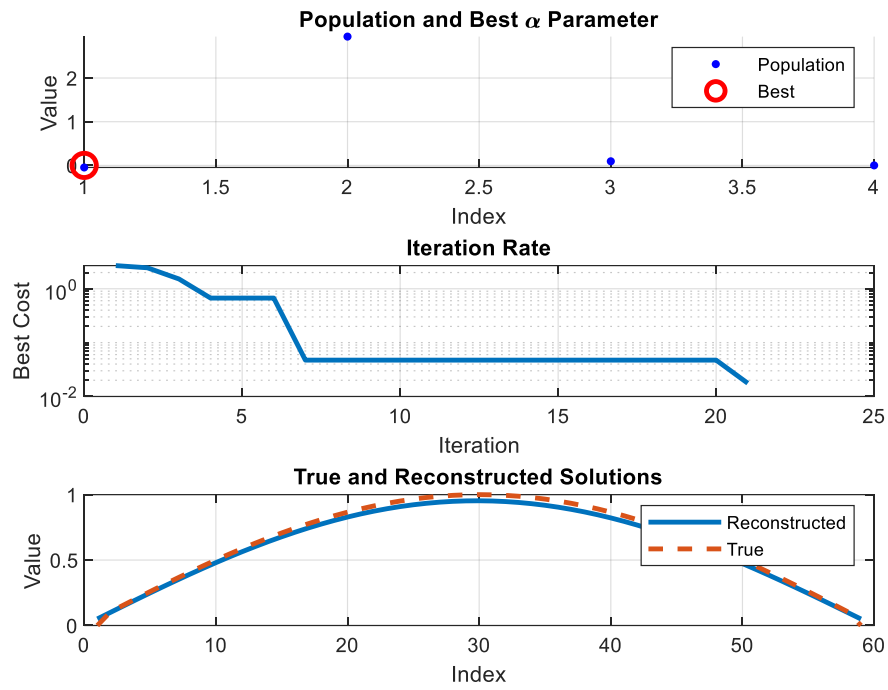 Population and Best α Parameter
Value
2
1
0
Population
Best
1 1.5 2 2.5 3 3.5 4
Index
Iteration Rate
Best Cost
10^0
10^-2
0 5 10 15 20 25
Iteration
True and Reconstructed Solutions
Value
1
0.5
0
Reconstructed
True
0 10 20 30 40 50 60
Index